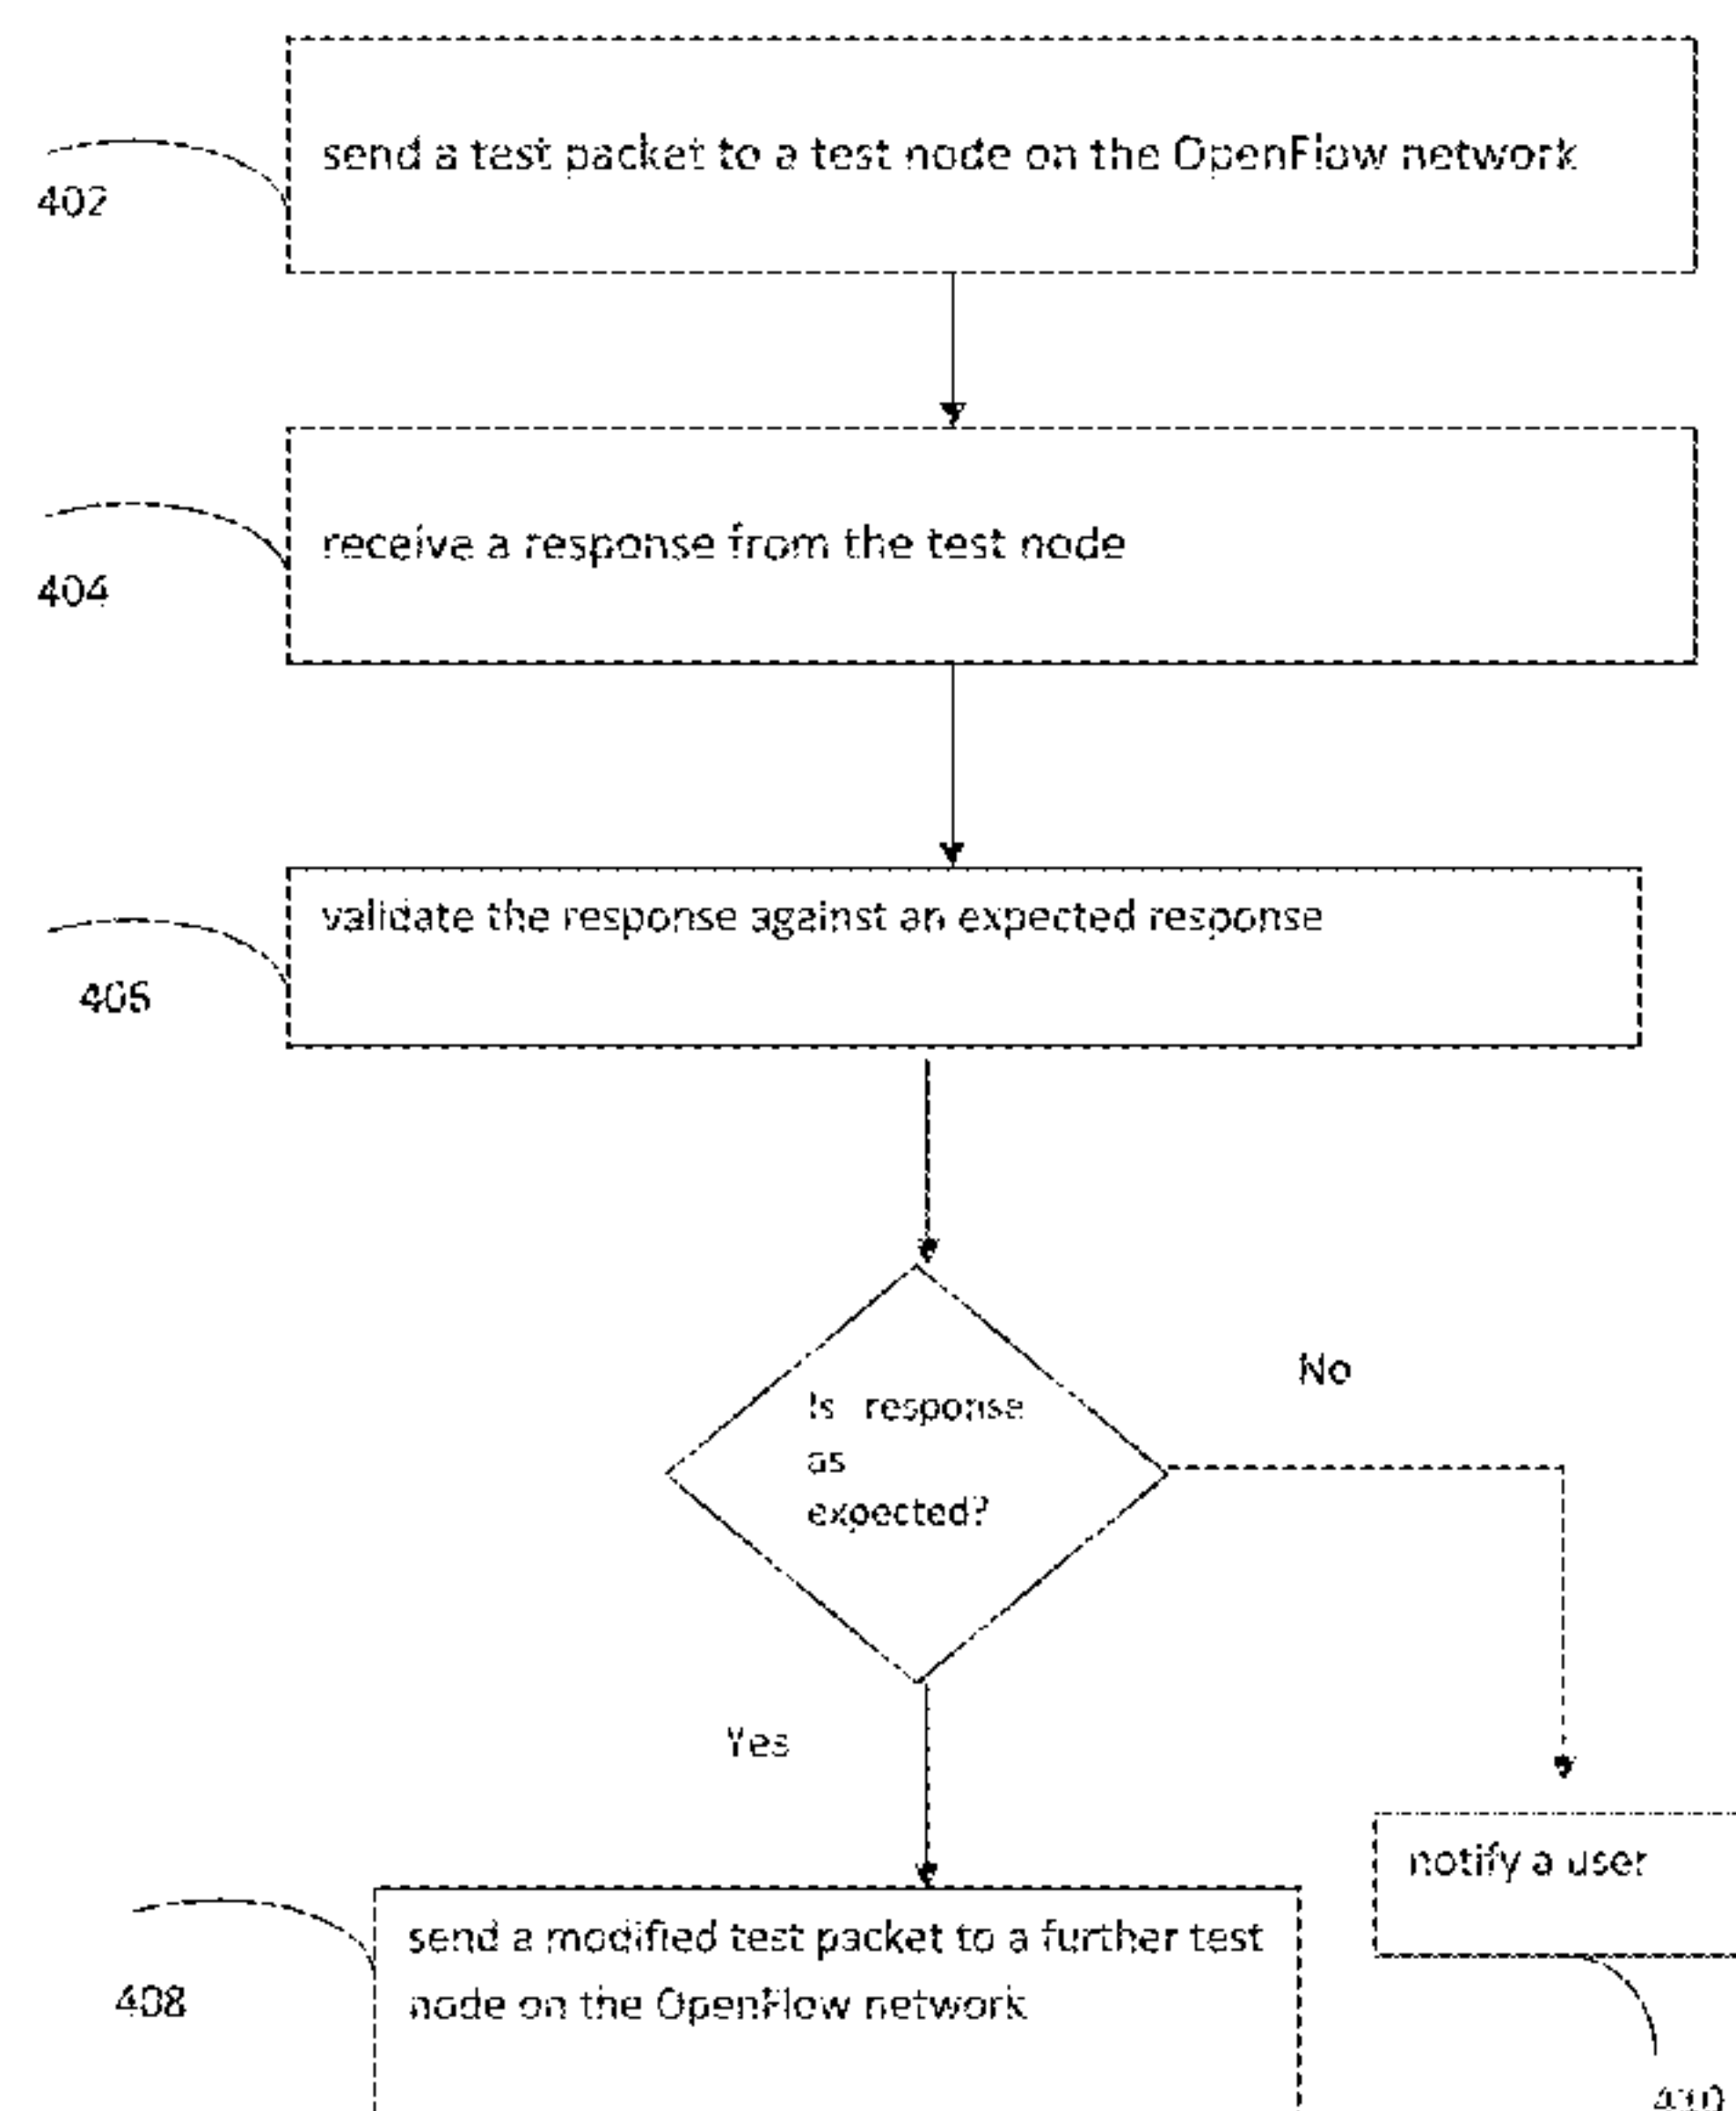 send a test packet to a test node on the OpenFlow network
402
receive a response from the test node
404
validate the response against an expected response
406
Is response
as
expected?
No
Yes
notify a user
send a modified test packet to a further test
node on the OpenFlow network
408
410